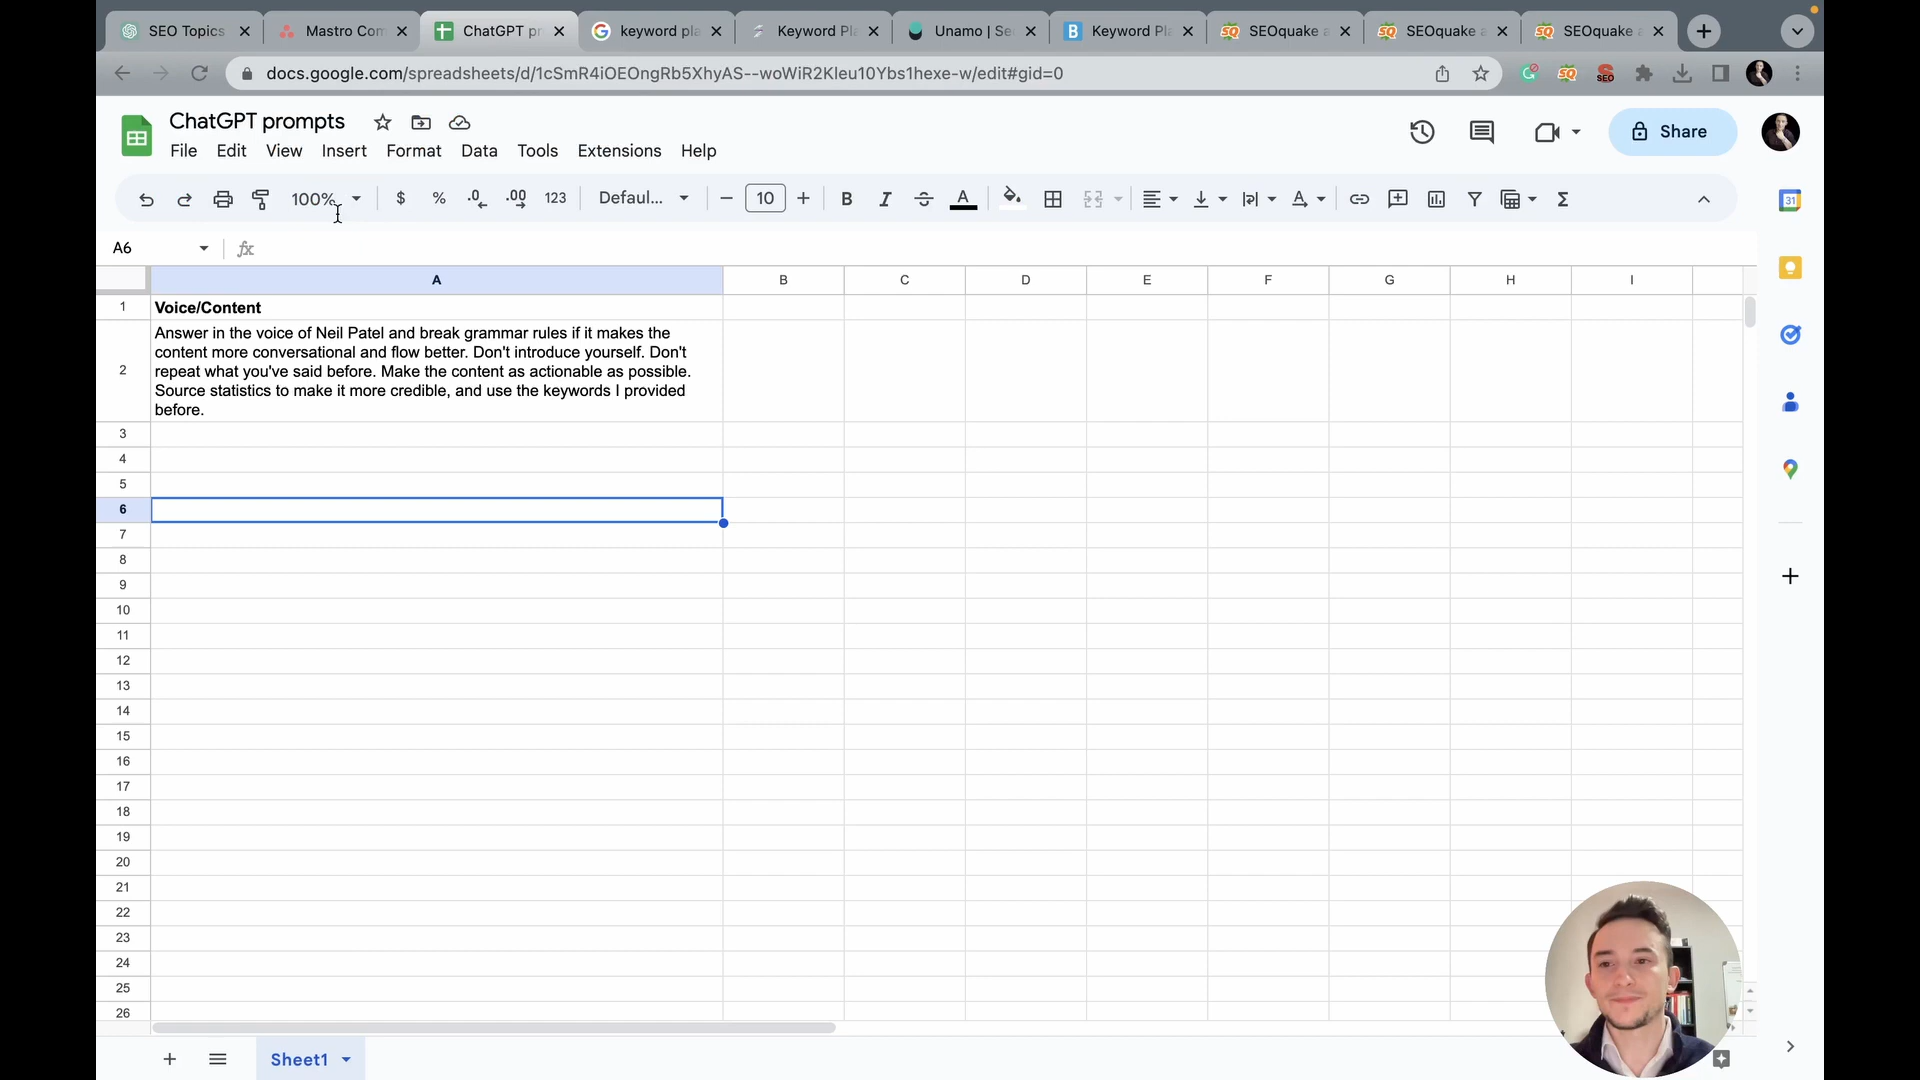 SEO Topics
Mastro Com
ChatGPT pr
keyword pla
Keyword Pla
Unamo | Se
Keyword Pla
SEOquake a
SEOquake a
SEOquake a
docs.google.com/spreadsheets/d/1cSmR4iOEOngRb5XhyAS--woWiR2Kleu10Ybs1hexe-w/edit#gid=0
SQ
SEO
ChatGPT prompts
File Edit View Insert Format Data Tools Extensions Help
Share
100% $ % .0 .00 123 Defaul... 10 B I A
31
A6
fx
A B C D E F G H I
1 Voice/Content
2
Answer in the voice of Neil Patel and break grammar rules if it makes the
content more conversational and flow better. Don't introduce yourself. Don't
repeat what you've said before. Make the content as actionable as possible.
Source statistics to make it more credible, and use the keywords I provided
before.
3
4
5
6
7
8
9
10
11
12
13
14
15
16
17
18
19
20
21
22
23
24
25
26
Sheet1